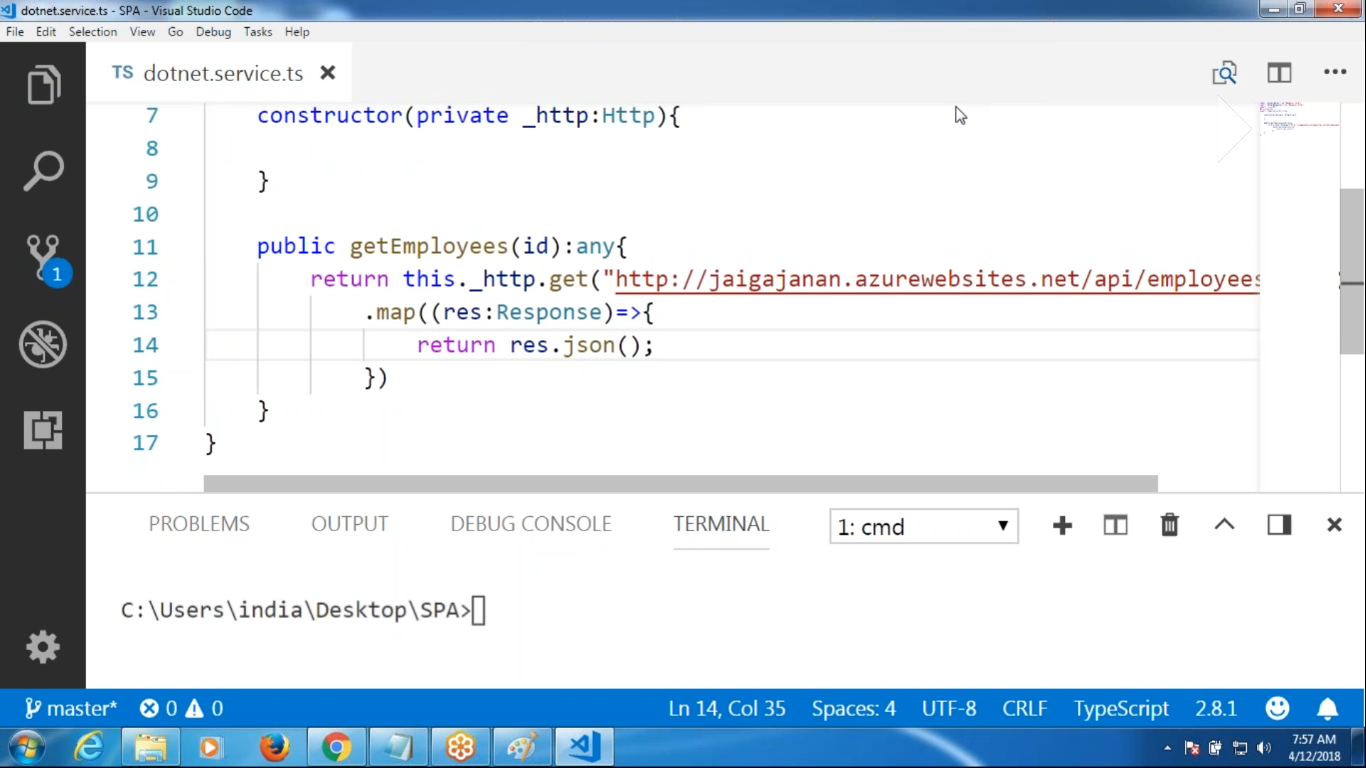 dotnet.service.ts - SPA - Visual Studio Code
File Edit Selection View Go Debug Tasks Help
TS dotnet.service.ts
7 constructor(private _http:Http){
8
9 }
10
11 public getEmployees(id):any{
12 return this._http.get("http://jaigajanan.azurewebsites.net/api/employees
13 .map((res:Response)=>{
14 return res.json();
15 })
16 }
17 }
1
PROBLEMS OUTPUT DEBUG CONSOLE TERMINAL 1: cmd
C:\Users\india\Desktop\SPA>
master* 0 0 Ln 14, Col 35 Spaces: 4 UTF-8 CRLF TypeScript 2.8.1
7:57 AM
4/12/2018